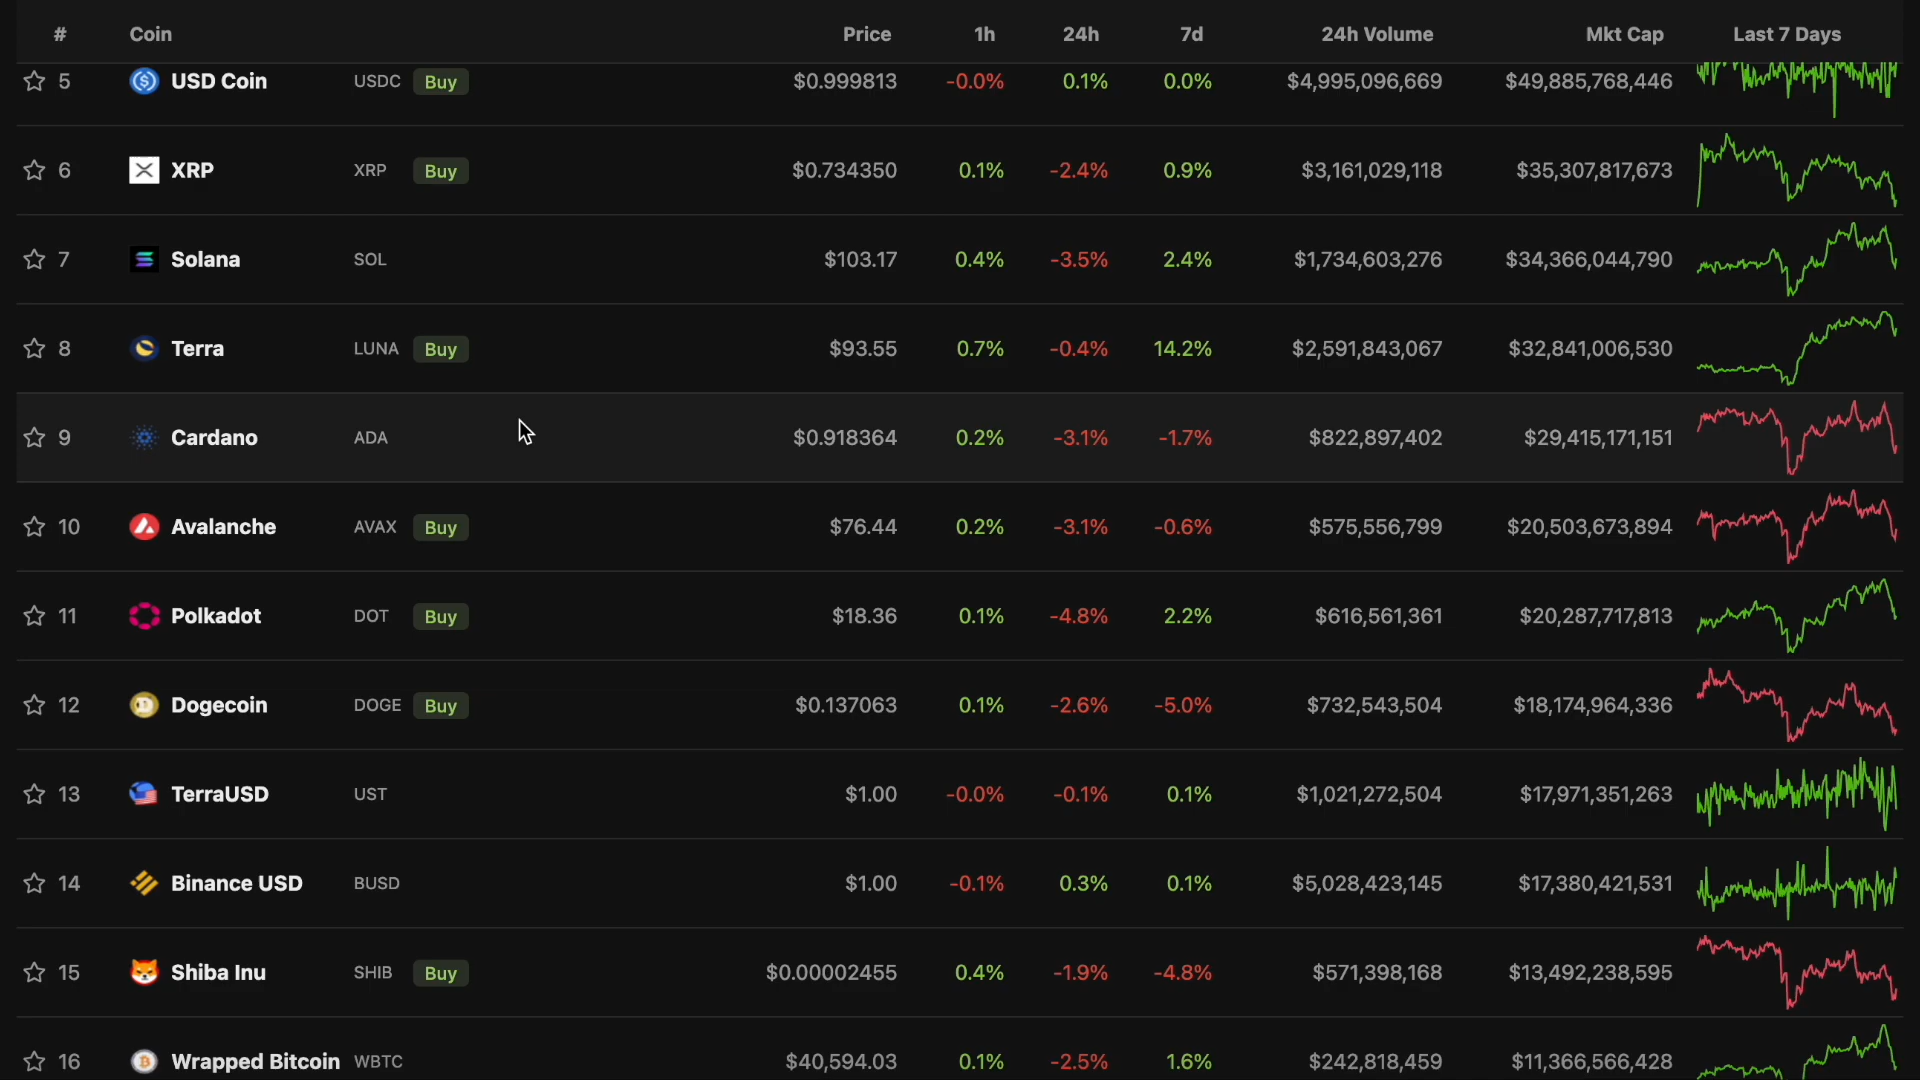 # Coin Price 1h 24h 7d 24h Volume Mkt Cap Last 7 Days
5 USD Coin USDC Buy $0.999813 -0.0% 0.1% 0.0% $4,995,096,669 $49,885,768,446
6 XRP XRP Buy $0.734350 0.1% -2.4% 0.9% $3,161,029,118 $35,307,817,673
7 Solana SOL $103.17 0.4% -3.5% 2.4% $1,734,603,276 $34,366,044,790
8 Terra LUNA Buy $93.55 0.7% -0.4% 14.2% $2,591,843,067 $32,841,006,530
9 Cardano ADA $0.918364 0.2% -3.1% -1.7% $822,897,402 $29,415,171,151
10 Avalanche AVAX Buy $76.44 0.2% -3.1% -0.6% $575,556,799 $20,503,673,894
11 Polkadot DOT Buy $18.36 0.1% -4.8% 2.2% $616,561,361 $20,287,717,813
12 Dogecoin DOGE Buy $0.137063 0.1% -2.6% -5.0% $732,543,504 $18,174,964,336
13 TerraUSD UST $1.00 -0.0% -0.1% 0.1% $1,021,272,504 $17,971,351,263
14 Binance USD BUSD $1.00 -0.1% 0.3% 0.1% $5,028,423,145 $17,380,421,531
15 Shiba Inu SHIB Buy $0.00002455 0.4% -1.9% -4.8% $571,398,168 $13,492,238,595
16 Wrapped Bitcoin WBTC $40,594.03 0.1% -2.5% 1.6% $242,818,459 $11,366,566,428